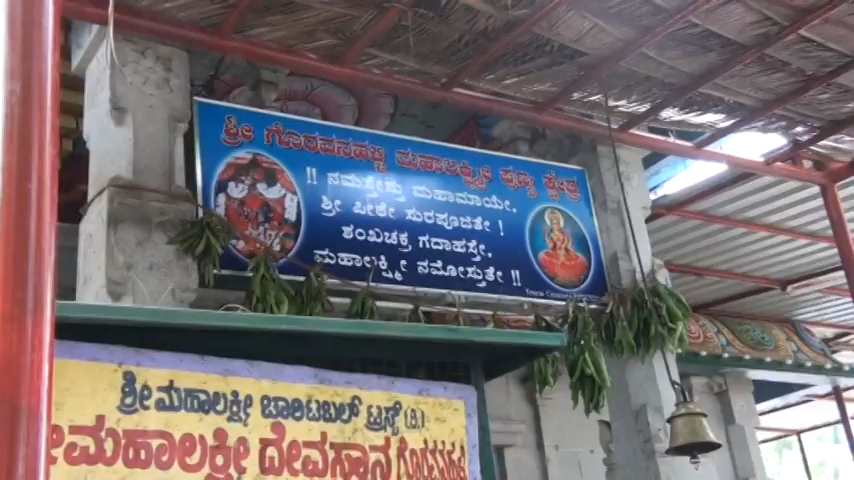 ಶ್ರೀ ಗೊರವನಹಳ್ಳಿ ಮಹಾಲಕ್ಷ್ಮಿ ಪುಣ್ಯ ಕ್ಷೇತ್ರ
|| ನಮಸ್ತೇಸ್ತು ಮಹಾಮಾಯೇ,
ಶ್ರೀ ಪೀಠೇ ಸುರಪೂಜಿತೇ |
ಶಂಖಚಕ್ರ ಗದಾಹಸ್ತೇ,
ಮಹಾಲಕ್ಷ್ಮೀ ನಮೋಸ್ತುತೇ ||
ಶ್ರೀ ಮಹಾಲಕ್ಷ್ಮೀ ಚಾರಿಟಬಲ್ ಟ್ರಸ್ಟ್ (ರಿ.)
ಶ್ರೀಮಹಾಲಕ್ಷ್ಮೀ ದೇವಸ್ಥಾನ